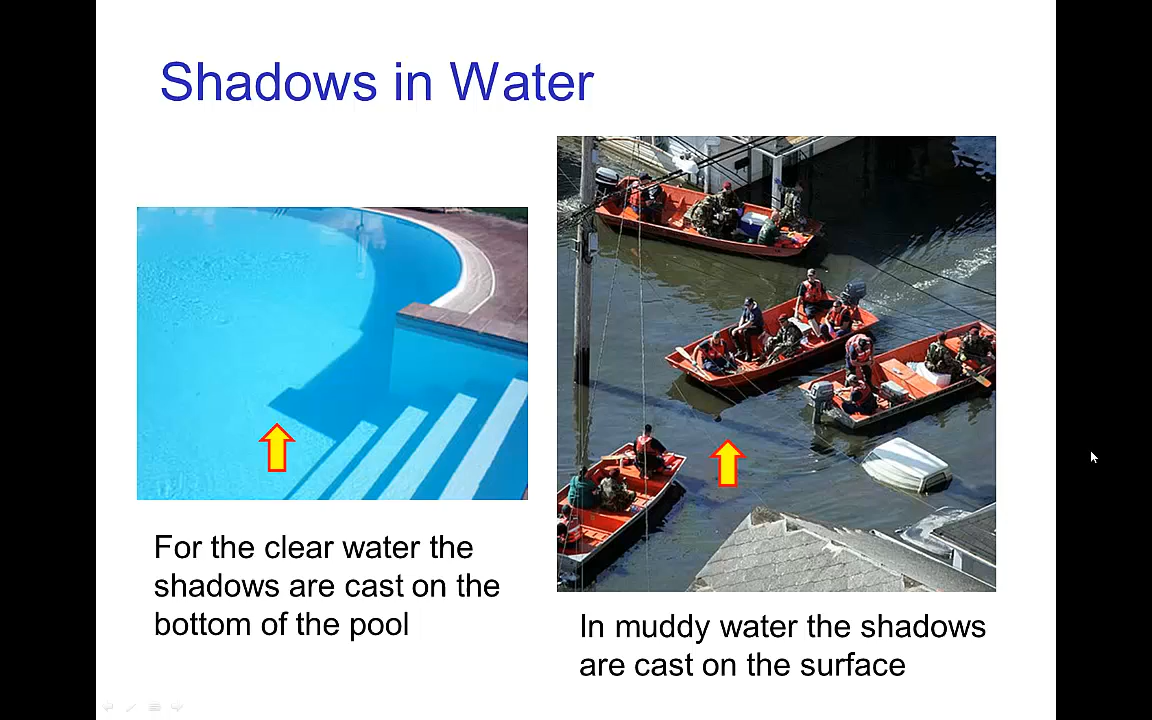 Shadows in Water
For the clear water the
shadows are cast on the
bottom of the pool
In muddy water the shadows
are cast on the surface